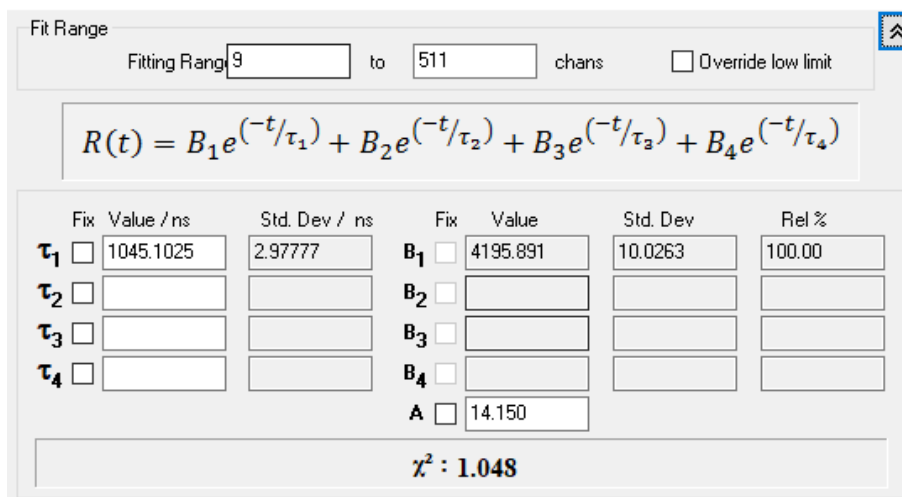 Fit Range
Fitting Rang 9 to 511 chans Override low limit
R(t) = B₁e^(−t/τ₁) + B₂e^(−t/τ₂) + B₃e^(−t/τ₃) + B₄e^(−t/τ₄)
Fix Value / ns Std. Dev / ns Fix Value Std. Dev Rel %
τ₁ 1045.1025 2.97777 B₁ 4195.891 10.0263 100.00
τ₂ B₂
τ₃ B₃
τ₄ B₄
A 14.150
χ² : 1.048